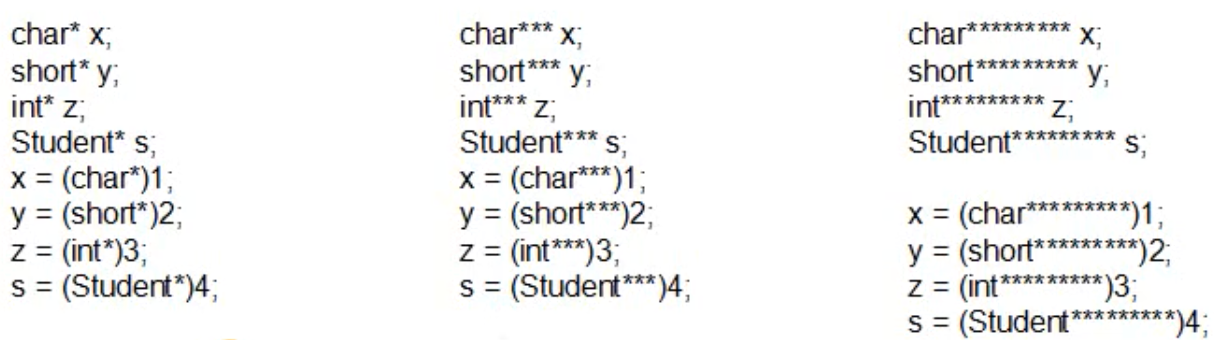 char* x;
short* y;
int* z;
Student* s;
x = (char*)1;
y = (short*)2;
z = (int*)3;
s = (Student*)4;
char*** x;
short*** y;
int*** z;
Student*** s;
x = (char***)1;
y = (short***)2;
z = (int***)3;
s = (Student***)4;
char********* x;
short********* y;
int********* z;
Student********* s;
x = (char*********)1;
y = (short*********)2;
z = (int*********)3;
s = (Student*********)4;